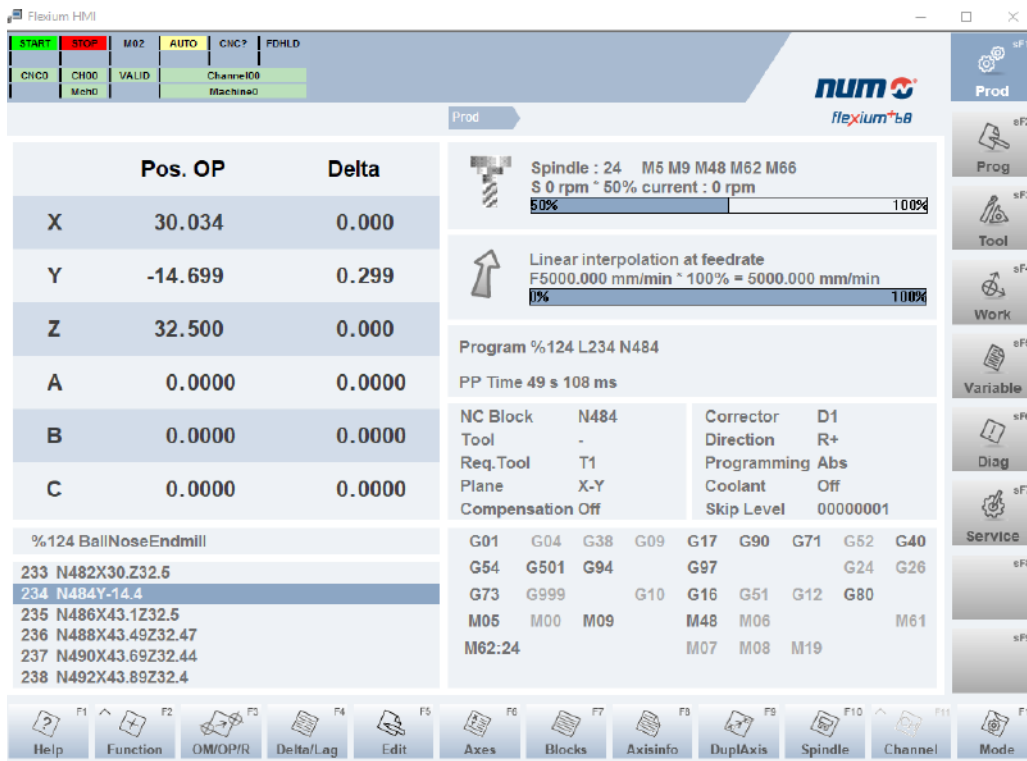 Flexium HMI
START STOP M02 AUTO CNC? FDHLD
CNC0 CH00 VALID Channel00
Mch0 Machine0
num
flexium+68
Prod
Pos. OP Delta
X 30.034 0.000
Y -14.699 0.299
Z 32.500 0.000
A 0.0000 0.0000
B 0.0000 0.0000
C 0.0000 0.0000
Spindle : 24 M5 M9 M48 M62 M66
S 0 rpm * 50% current : 0 rpm
50% 100%
Linear interpolation at feedrate
F5000.000 mm/min * 100% = 5000.000 mm/min
0% 100%
Program %124 L234 N484
PP Time 49 s 108 ms
NC Block N484
Tool -
Req.Tool T1
Plane X-Y
Compensation Off
Corrector D1
Direction R+
Programming Abs
Coolant Off
Skip Level 00000001
%124 BallNoseEndmill
233 N482X30.Z32.5
234 N484Y-14.4
235 N486X43.1Z32.5
236 N488X43.49Z32.47
237 N490X43.69Z32.44
238 N492X43.89Z32.4
G01 G04 G38 G09 G17 G90 G71 G52 G40
G54 G501 G94 G97 G24 G26
G73 G999 G10 G16 G51 G12 G80
M05 M00 M09 M48 M06 M61
M62:24 M07 M08 M19
Prod
Prog
Tool
Work
Variable
Diag
Service
F1 Help
F2 Function
F3 OM/OP/R
F4 Delta/Lag
F5 Edit
F6 Axes
F7 Blocks
F8 Axisinfo
F9 DuplAxis
F10 Spindle
F11 Channel
Mode